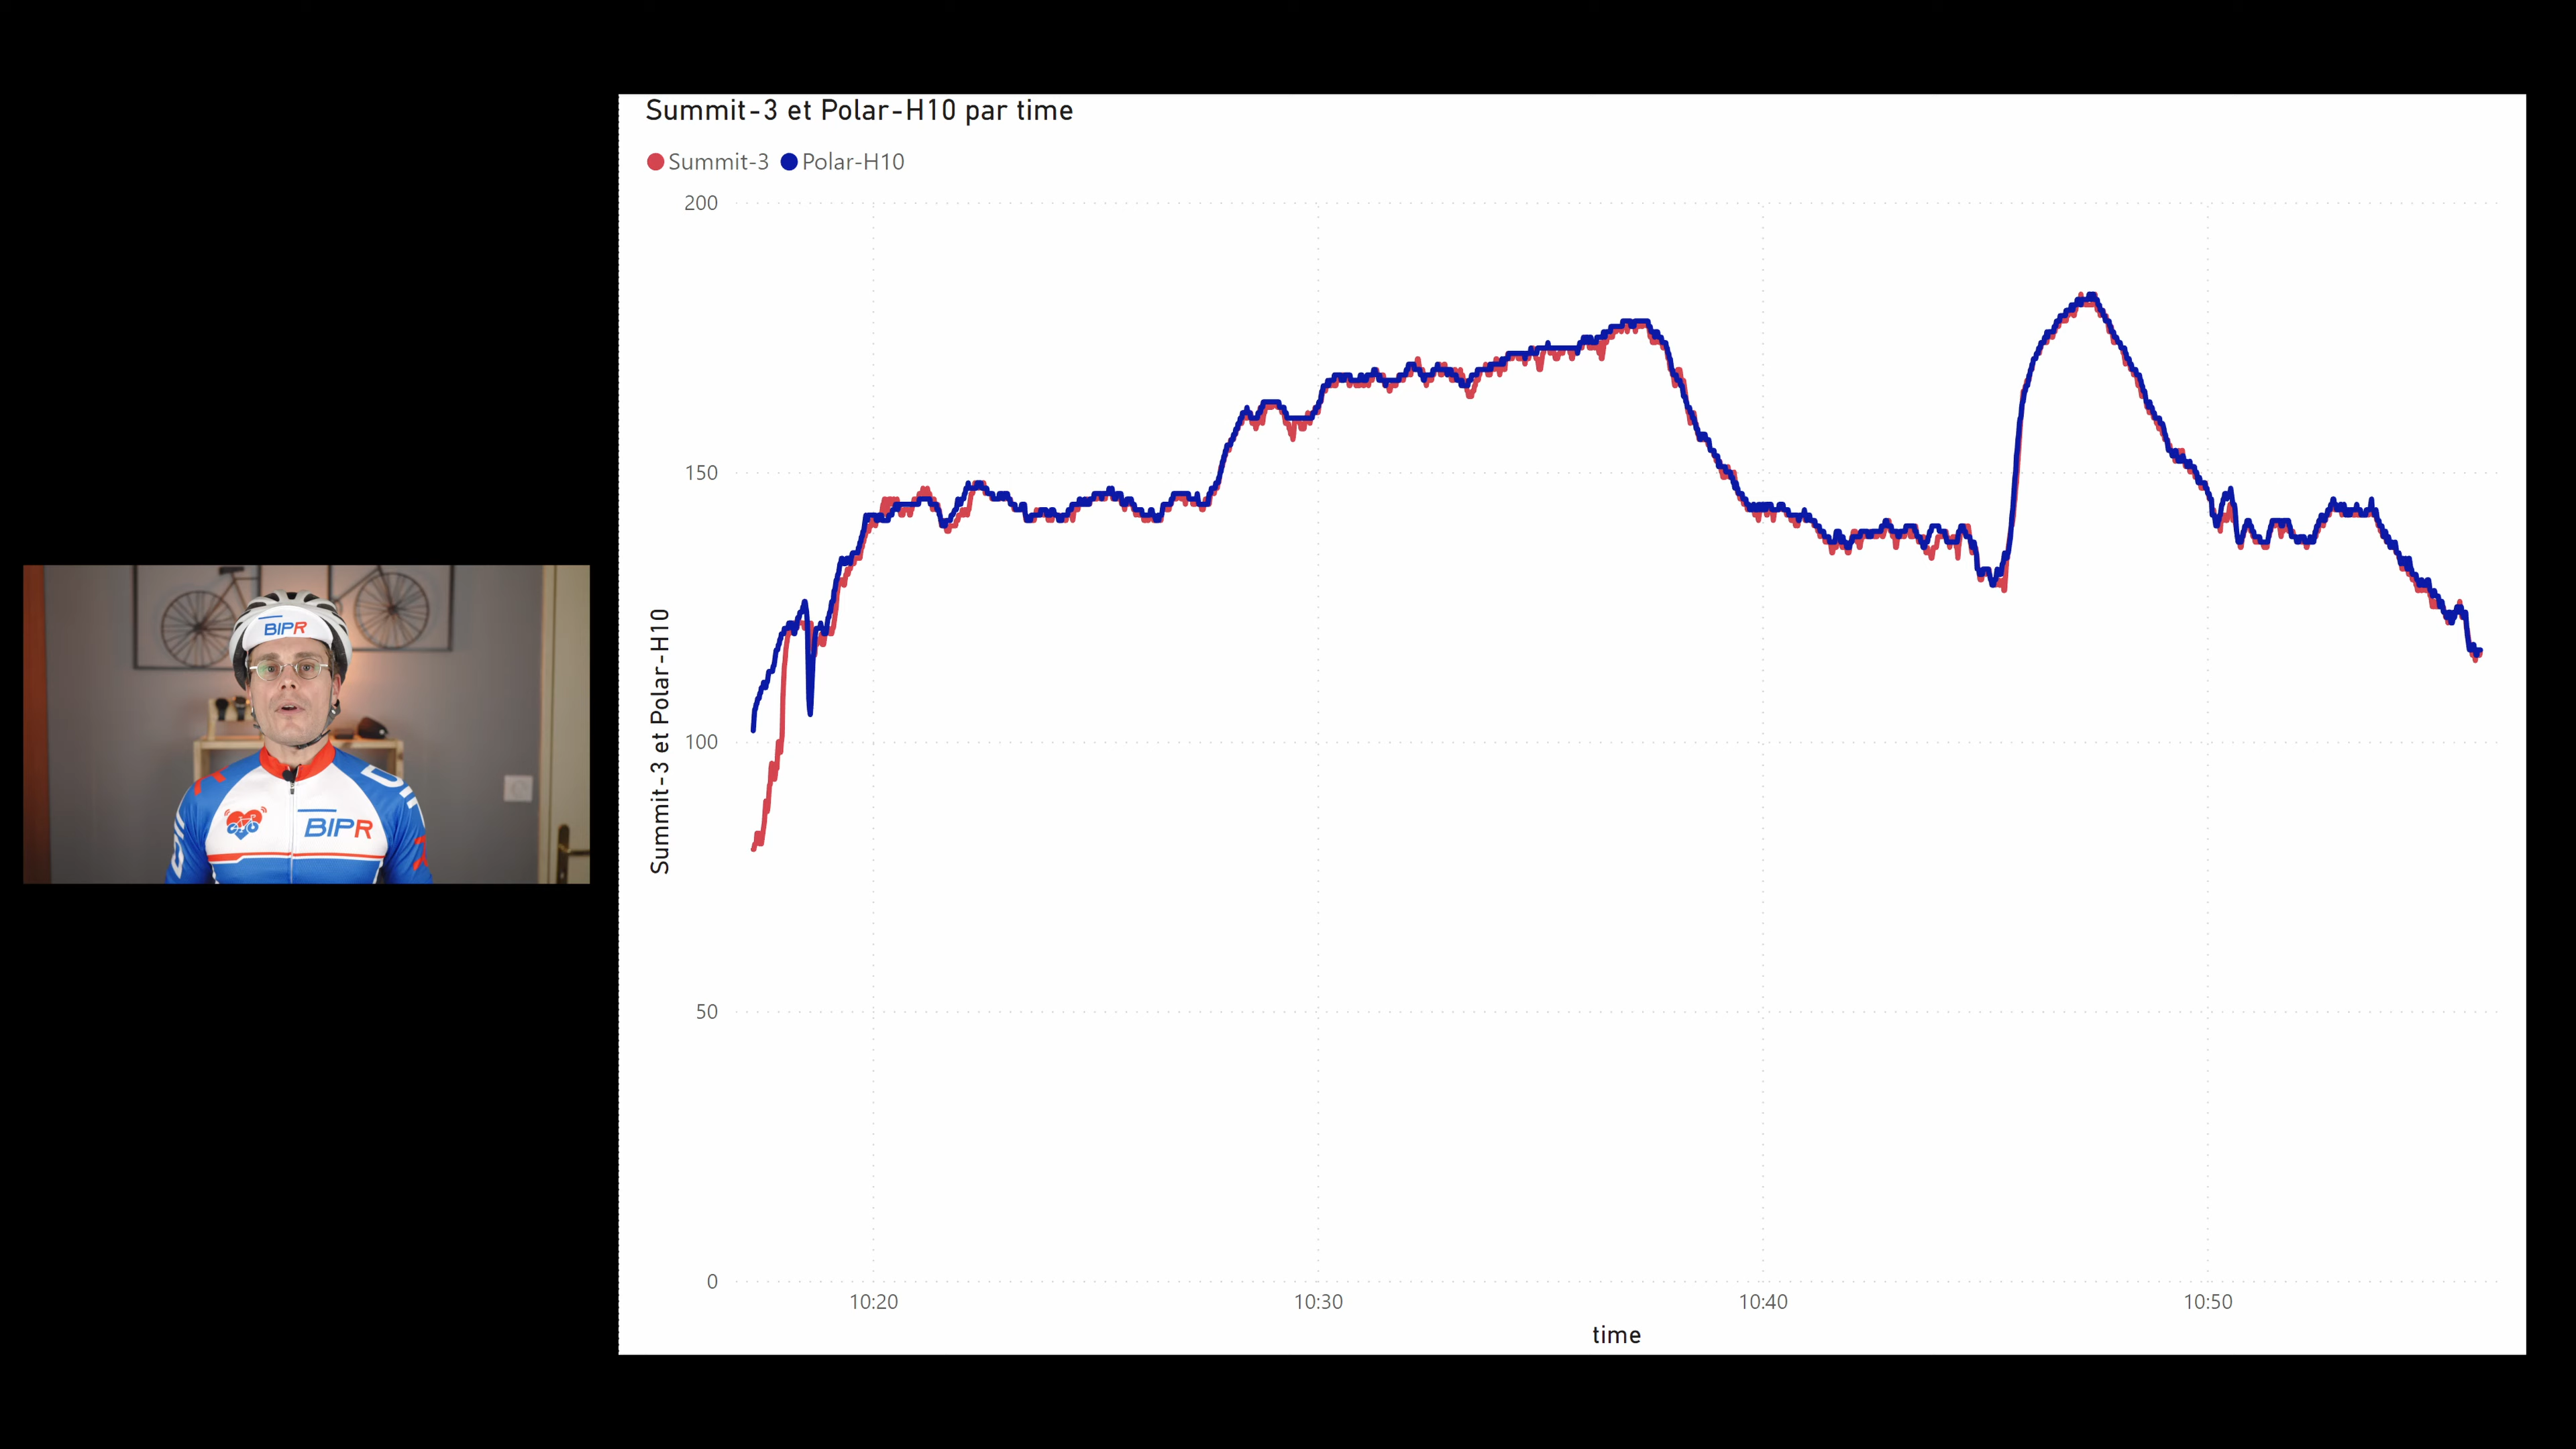 Summit-3 et Polar-H10 par time
Summit-3 Polar-H10
200
150
100
50
0
Summit-3 et Polar-H10
10:20 10:30 10:40 10:50
time
BIPR
BIPR